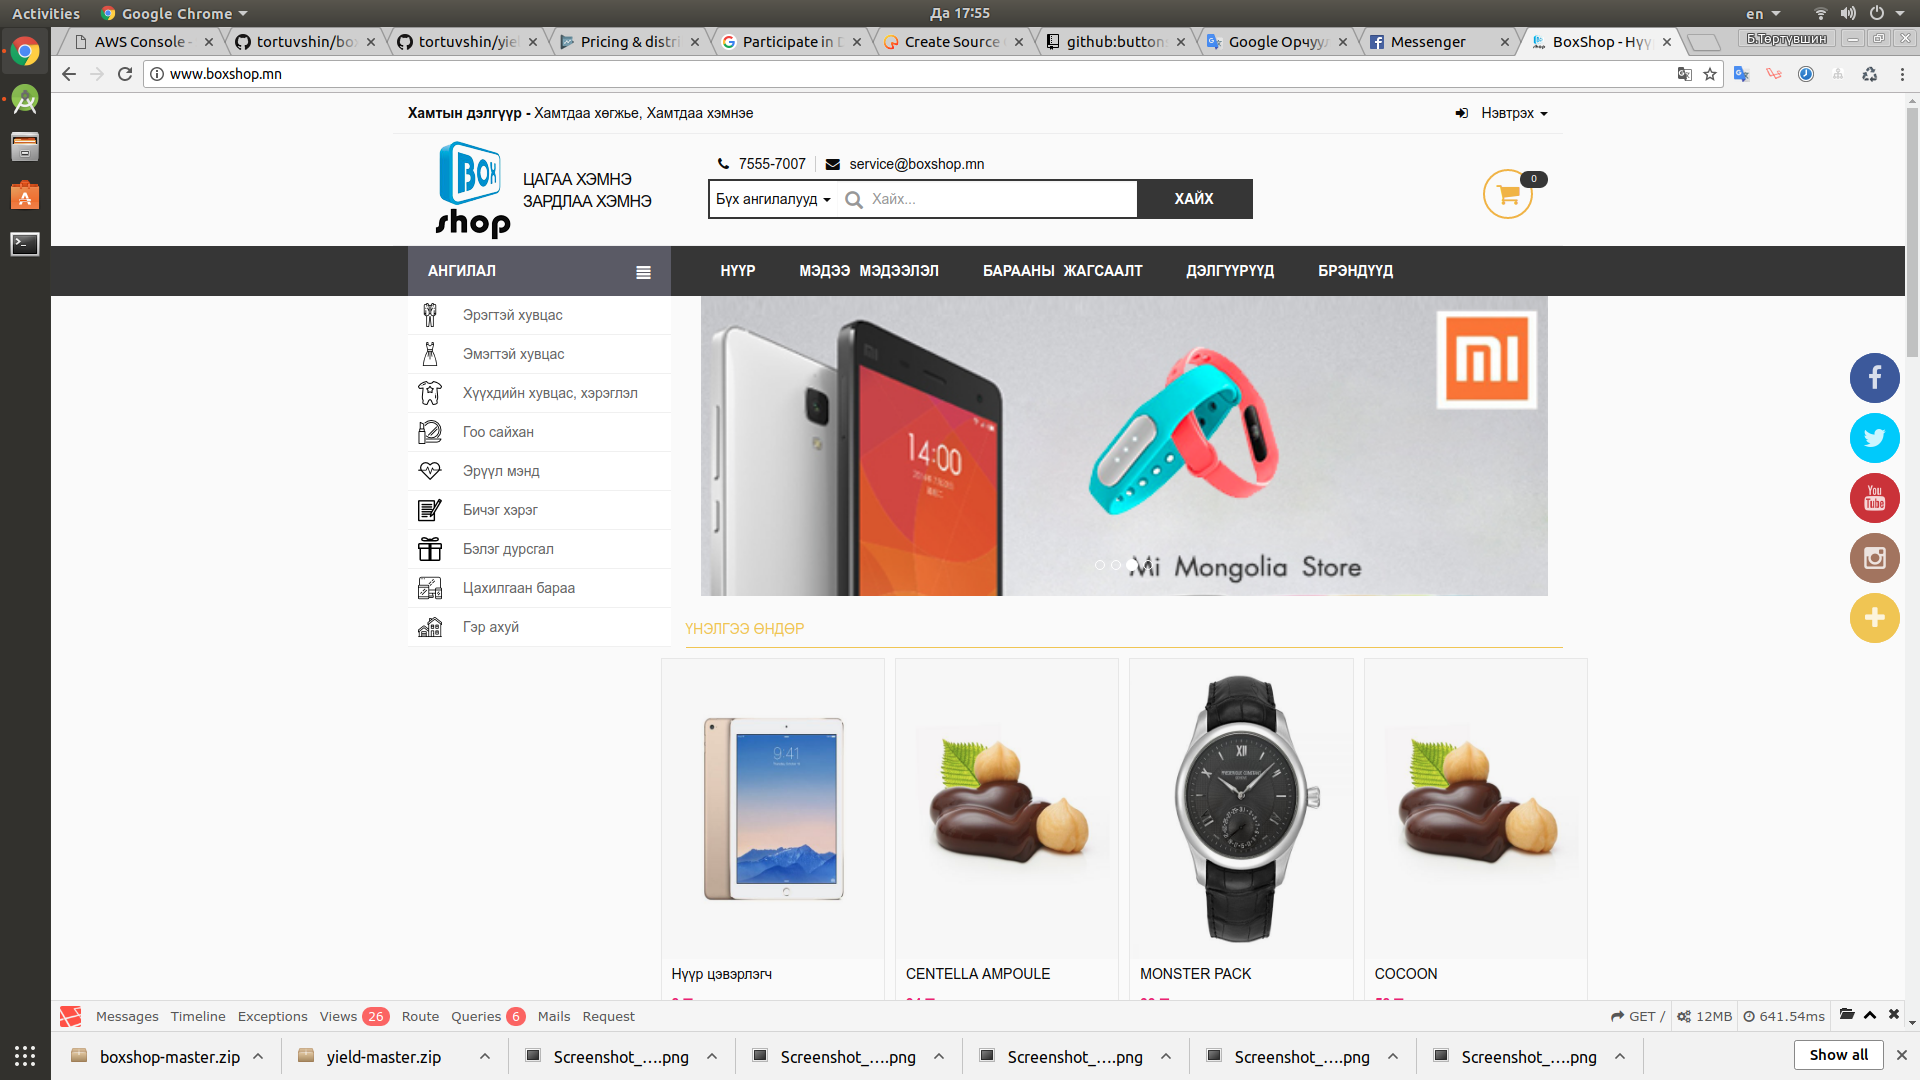 Activities Google Chrome Да 17:55 en
AWS Console - tortuvshin/bo tortuvshin/yie Pricing & distri Participate in D Create Source github:button Google Орчуу Messenger BoxShop - Нүү Б.Төртүвшин
www.boxshop.mn
Хамтын дэлгүүр - Хамтдаа хөгжье, Хамтдаа хэмнэе Нэвтрэх
BOX shop
ЦАГАА ХЭМНЭ
ЗАРДЛАА ХЭМНЭ
7555-7007 service@boxshop.mn
Бүх ангилалууд Хайх... ХАЙХ
0
АНГИЛАЛ НҮҮР МЭДЭЭ МЭДЭЭЛЭЛ БАРААНЫ ЖАГСААЛТ ДЭЛГҮҮРҮҮД БРЭНДҮҮД
Эрэгтэй хувцас
Эмэгтэй хувцас
Хүүхдийн хувцас, хэрэглэл
Гоо сайхан
Эрүүл мэнд
Бичэг хэрэг
Бэлэг дурсгал
Цахилгаан бараа
Гэр ахуй
mi
14:00
Mi Mongolia Store
You
Tube
ҮНЭЛГЭЭ ӨНДӨР
9:41
Нүүр цэвэрлэгч CENTELLA AMPOULE MONSTER PACK COCOON
Messages Timeline Exceptions Views 26 Route Queries 6 Mails Request GET / 12MB 641.54ms
boxshop-master.zip yield-master.zip Screenshot_....png Screenshot_....png Screenshot_....png Screenshot_....png Screenshot_....png Show all